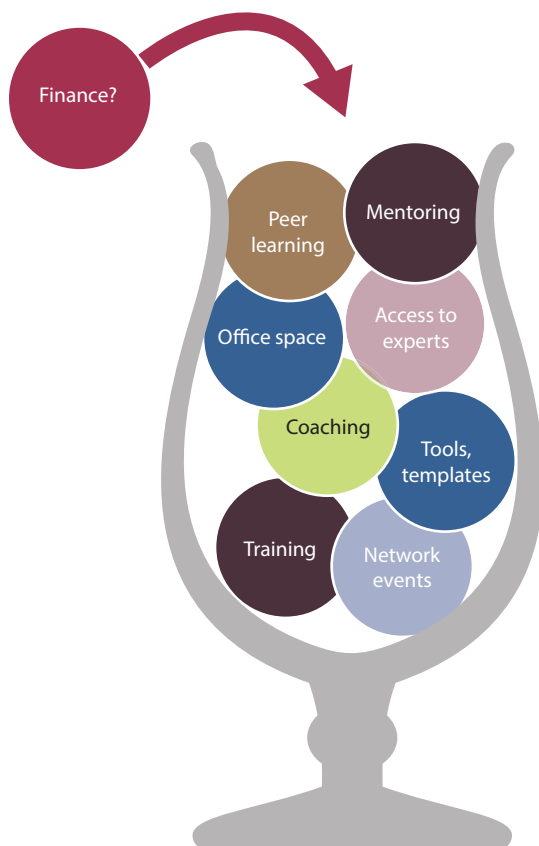 Finance?
Peer
learning
Mentoring
Office space
Access to
experts
Coaching
Tools,
templates
Training
Network
events